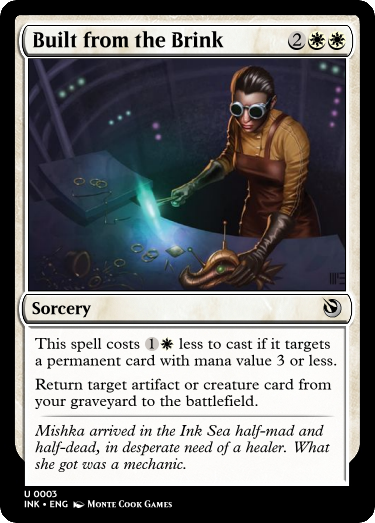 Built from the Brink 2
Sorcery
This spell costs 1 less to cast if it targets
a permanent card with mana value 3 or less.
Return target artifact or creature card from
your graveyard to the battlefield.
Mishka arrived in the Ink Sea half-mad and
half-dead, in desperate need of a healer. What
she got was a mechanic.
U 0003
INK • ENG Monte Cook Games